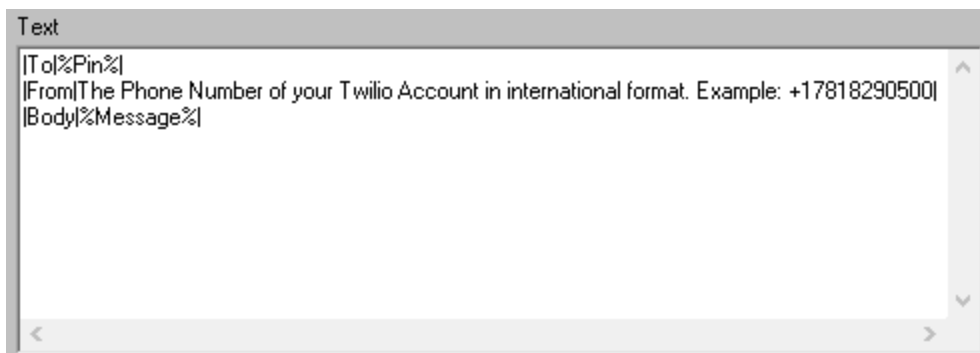 Text
|To|%Pin%|
|From|The Phone Number of your Twilio Account in international format. Example: +17818290500|
|Body|%Message%|